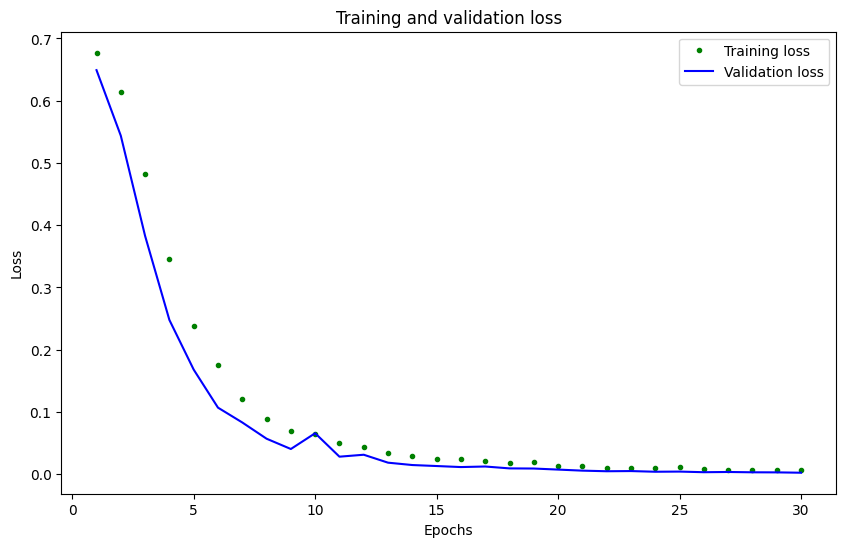 Training and validation loss
Training loss
Validation loss
0.7
0.6
0.5
0.4
0.3
0.2
0.1
0.0
Loss
0 5 10 15 20 25 30
Epochs